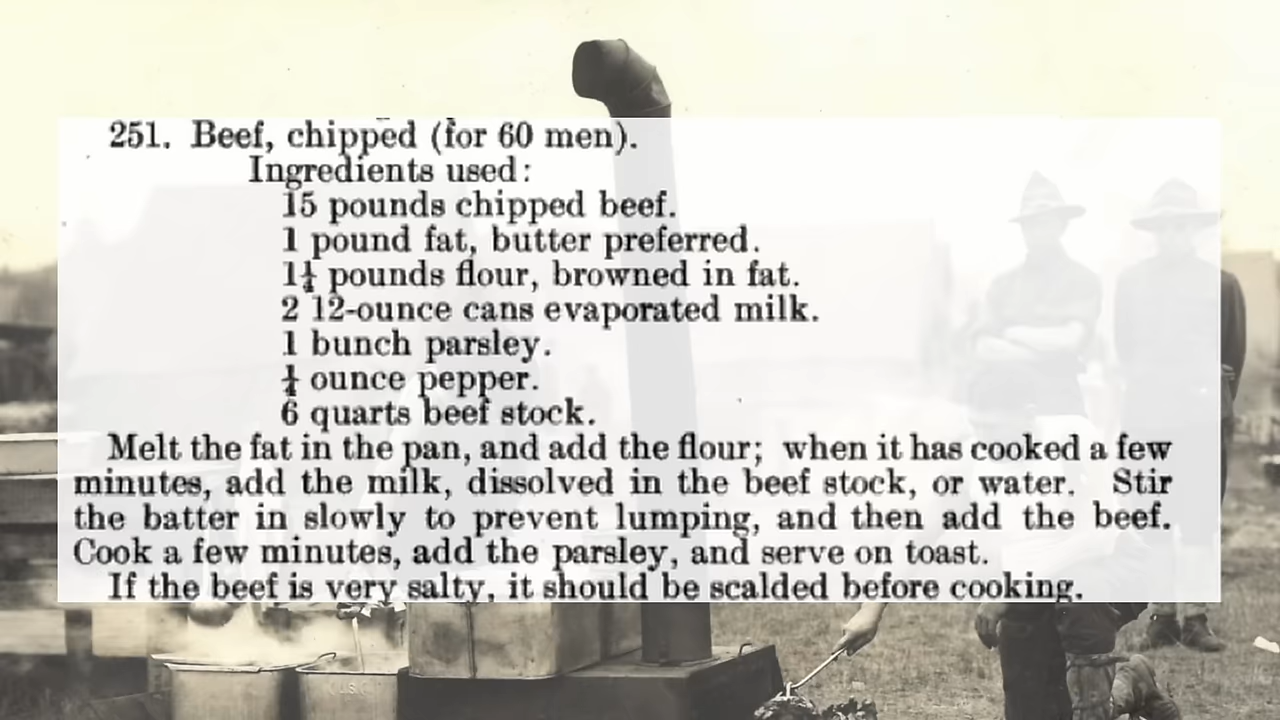 251. Beef, chipped (for 60 men).
Ingredients used:
15 pounds chipped beef.
1 pound fat, butter preferred.
1¼ pounds flour, browned in fat.
2 12-ounce cans evaporated milk.
1 bunch parsley.
¼ ounce pepper.
6 quarts beef stock.
Melt the fat in the pan, and add the flour; when it has cooked a few
minutes, add the milk, dissolved in the beef stock, or water. Stir
the batter in slowly to prevent lumping, and then add the beef.
Cook a few minutes, add the parsley, and serve on toast.
If the beef is very salty, it should be scalded before cooking.